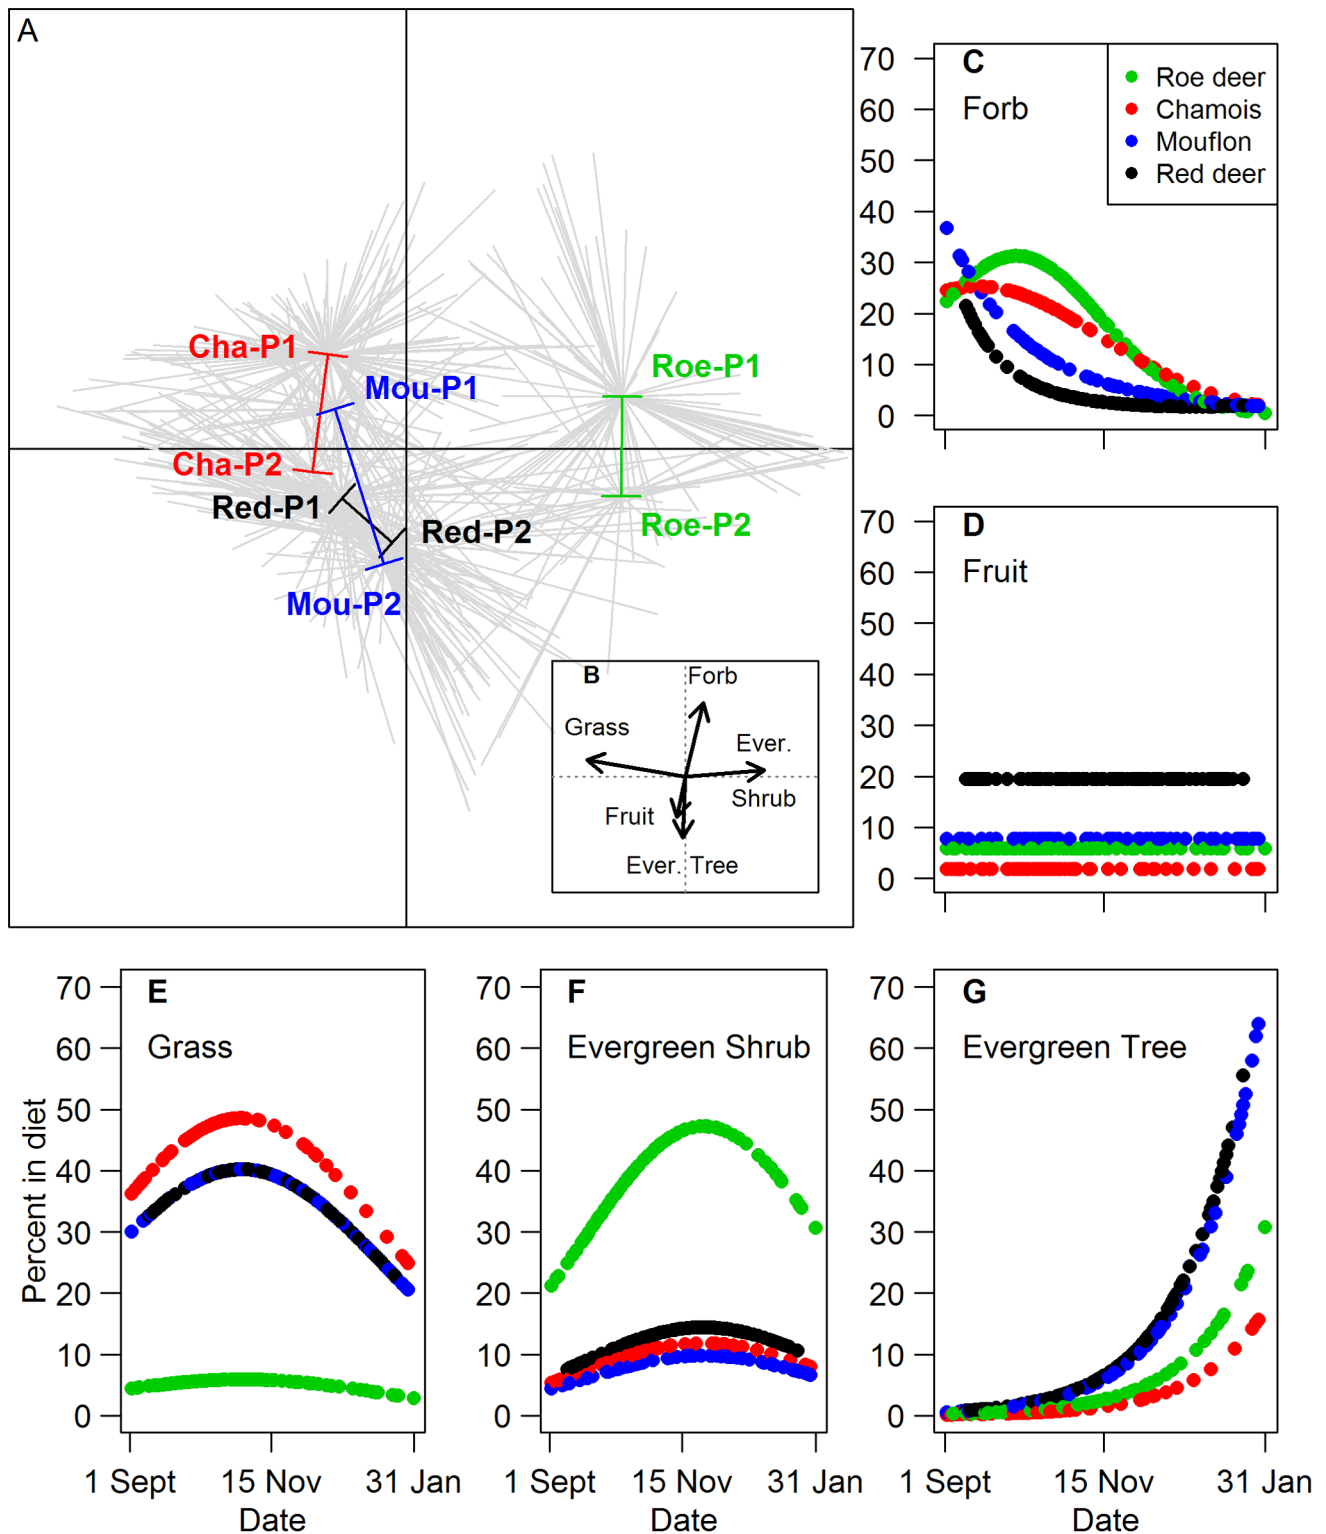 A
Cha-P1
Mou-P1
Roe-P1
Cha-P2
Red-P1
Red-P2
Roe-P2
Mou-P2
B
Forb
Grass
Ever.
Shrub
Fruit
Ever. Tree
C
Forb
Roe deer
Chamois
Mouflon
Red deer
70
60
50
40
30
20
10
0
D
Fruit
70
60
50
40
30
20
10
0
E
Grass
Percent in diet
70
60
50
40
30
20
10
0
1 Sept 15 Nov 31 Jan
Date
F
Evergreen Shrub
70
60
50
40
30
20
10
0
1 Sept 15 Nov 31 Jan
Date
G
Evergreen Tree
70
60
50
40
30
20
10
0
1 Sept 15 Nov 31 Jan
Date